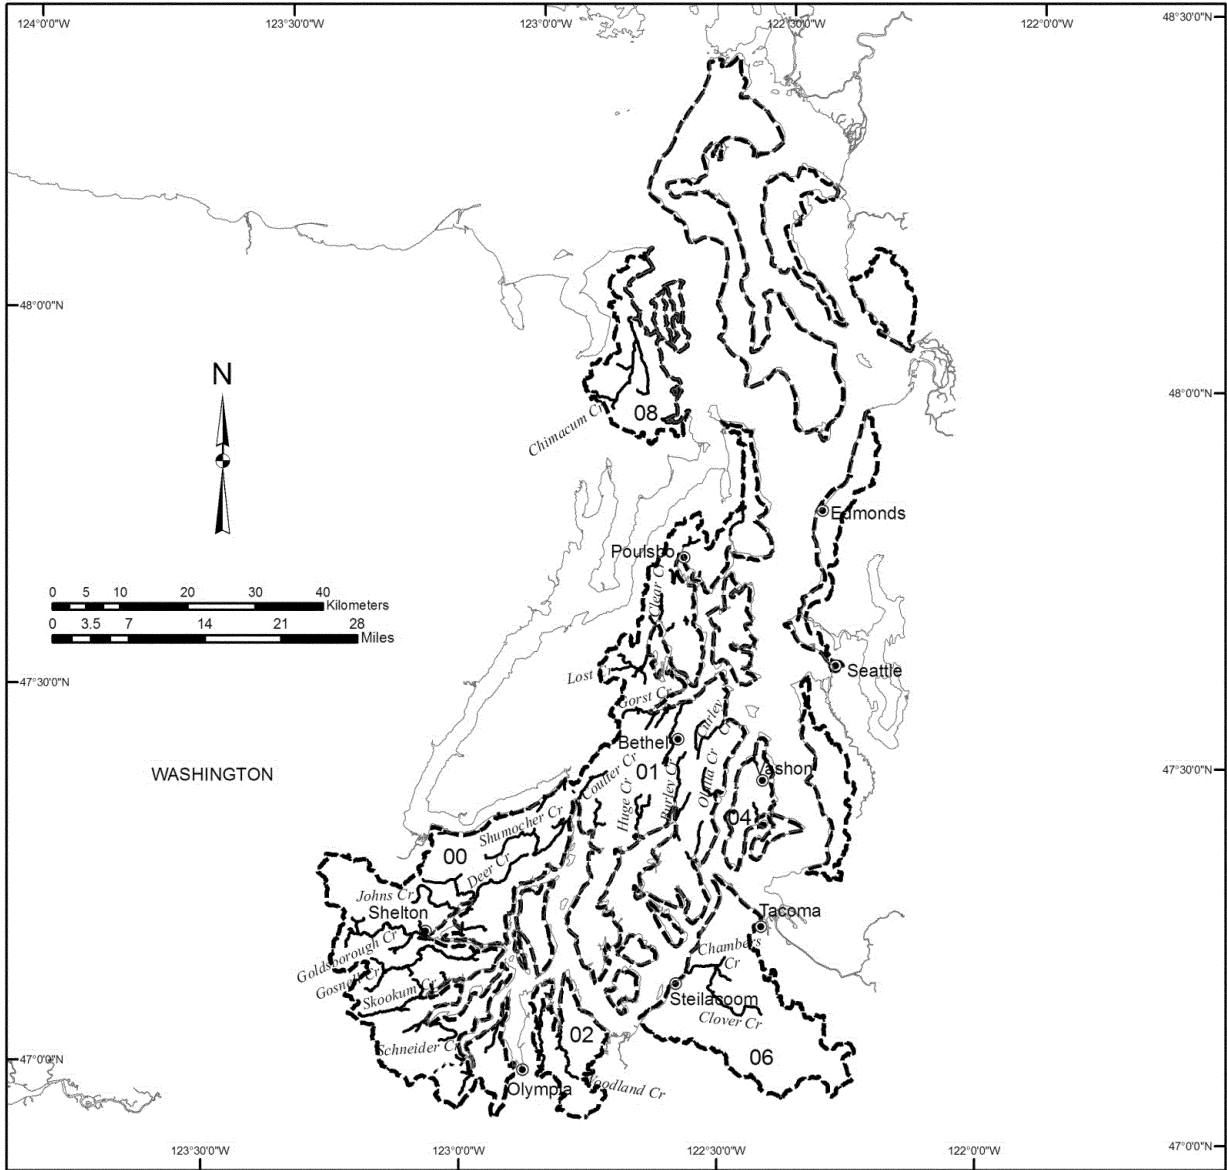 124°0'0"W 123°30'0"W 123°0'0"W 122°30'0"W 122°0'0"W
48°30'0"N
48°0'0"N
N
48°0'0"N
08
Chimacum Cr
Edmonds
Poulsbo
Clear Cr
0 5 10 20 30 40
Kilometers
0 3.5 7 14 21 28
Miles
Lost Cr
Seattle
47°30'0"N
Gorst Cr
Curley Cr
Bethel
WASHINGTON
01
Vashon
47°30'0"N
Coulter Cr
Huge Cr
Burley Cr
Olalla Cr
04
Shumocher Cr
00
Deer Cr
Johns Cr
Shelton
Tacoma
Goldsborough Cr
Chambers
Cr
Gosnell Cr
Skookum Cr
Steilacoom
Clover Cr
02
Schneider Cr
06
47°0'0"N
Olympia
Woodland Cr
47°0'0"N
123°30'0"W 123°0'0"W 122°30'0"W 122°0'0"W